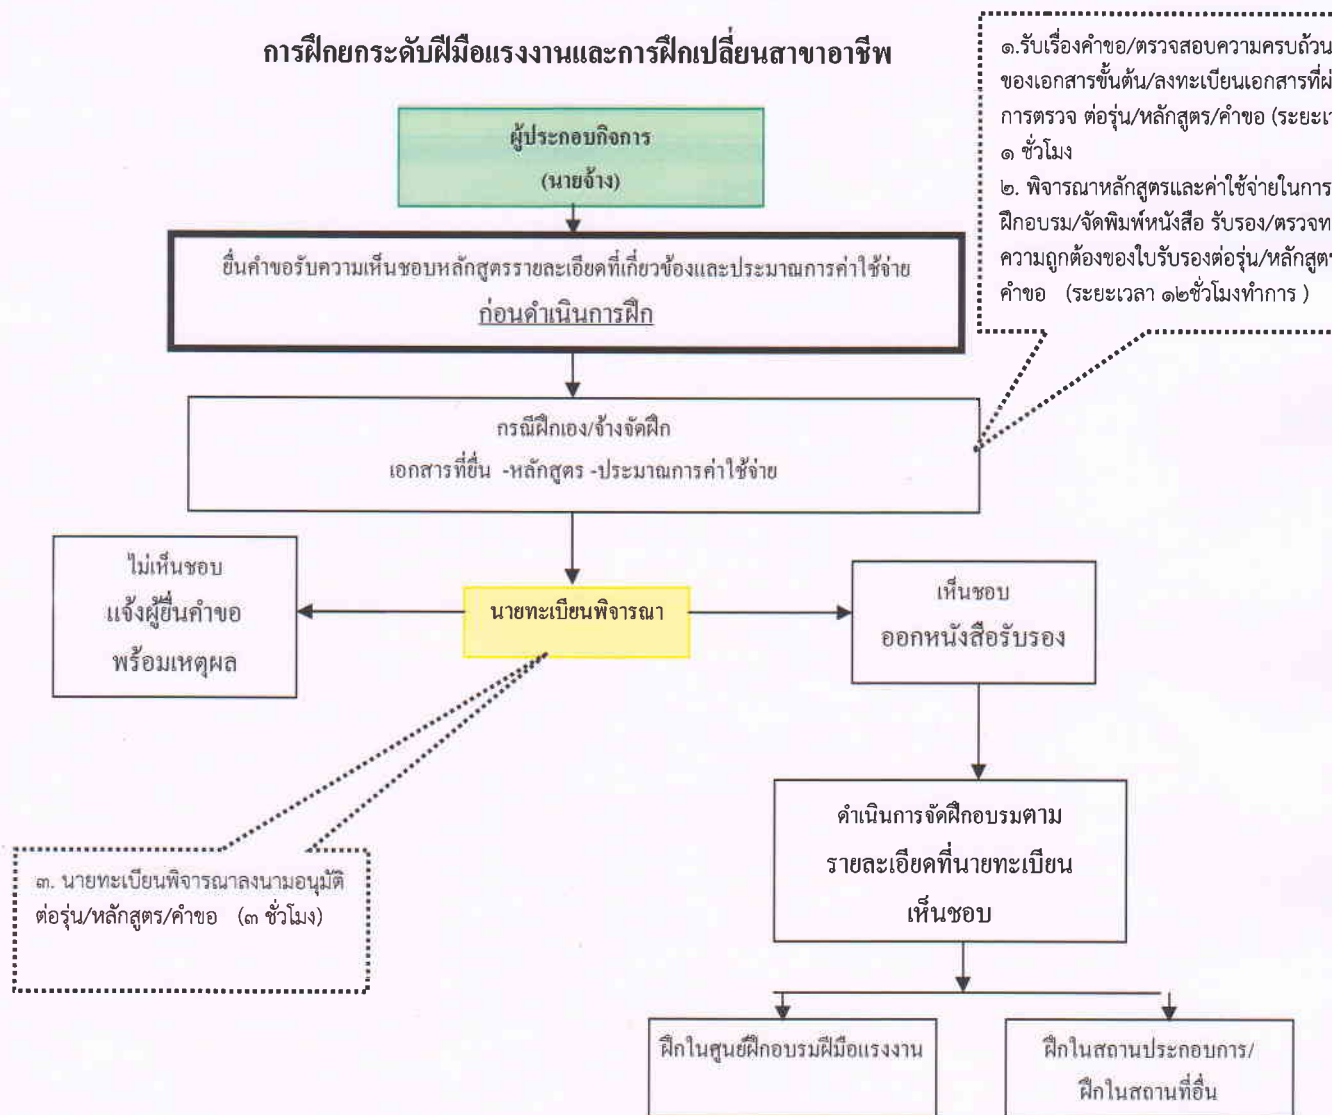 การฝึกยกระดับฝีมือแรงงานและการฝึกเปลี่ยนสาขาอาชีพ
ผู้ประกอบกิจการ
(นายจ้าง)
ยื่นคำขอรับความเห็นชอบหลักสูตรรายละเอียดที่เกี่ยวข้องและประมาณการค่าใช้จ่าย
ก่อนดำเนินการฝึก
๑.รับเรื่องคำขอ/ตรวจสอบความครบถ้วน
ของเอกสารขั้นต้น/ลงทะเบียนเอกสารที่
การตรวจ ต่อรุ่น/หลักสูตร/คำขอ
๑ ชั่วโมง
๒. พิจารณาหลักสูตรและค่าใช้จ่ายในการ
ฝึกอบรม/จัดพิมพ์หนังสือ รับรอง/
ความถูกต้องของใบรับรองต่อรุ่น/
คำขอ (ระยะเวลา ๑๒ชั่วโมงทำการ )
กรณีฝึกเอง/จ้างจัดฝึก
เอกสารที่ยื่น -หลักสูตร -ประมาณการค่าใช้จ่าย
ไม่เห็นชอบ
แจ้งผู้ยื่นคำขอ
พร้อมเหตุผล
นายทะเบียนพิจารณา
เห็นชอบ
ออกหนังสือรับรอง
ดำเนินการจัดฝึกอบรมตาม
รายละเอียดที่นายทะเบียน
เห็นชอบ
๓. นายทะเบียนพิจารณาลงนามอนุมัติ
ต่อรุ่น/หลักสูตร/คำขอ (๓ ชั่วโมง)
ฝึกในศูนย์ฝึกอบรมฝีมือแรงงาน
ฝึกในสถานประกอบการ/
ฝึกในสถานที่อื่น